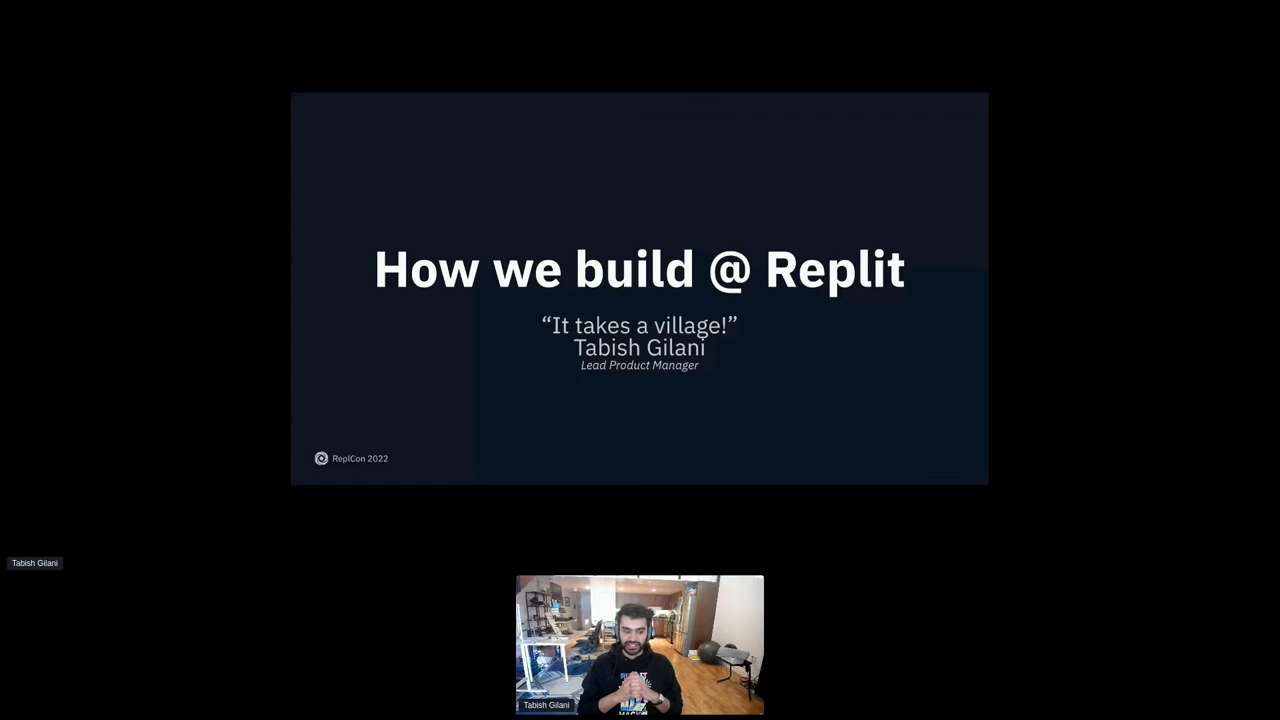 How we build @ Replit
“It takes a village!”
Tabish Gilani
Lead Product Manager
ReplCon 2022
Tabish Gilani
Tabish Gilani